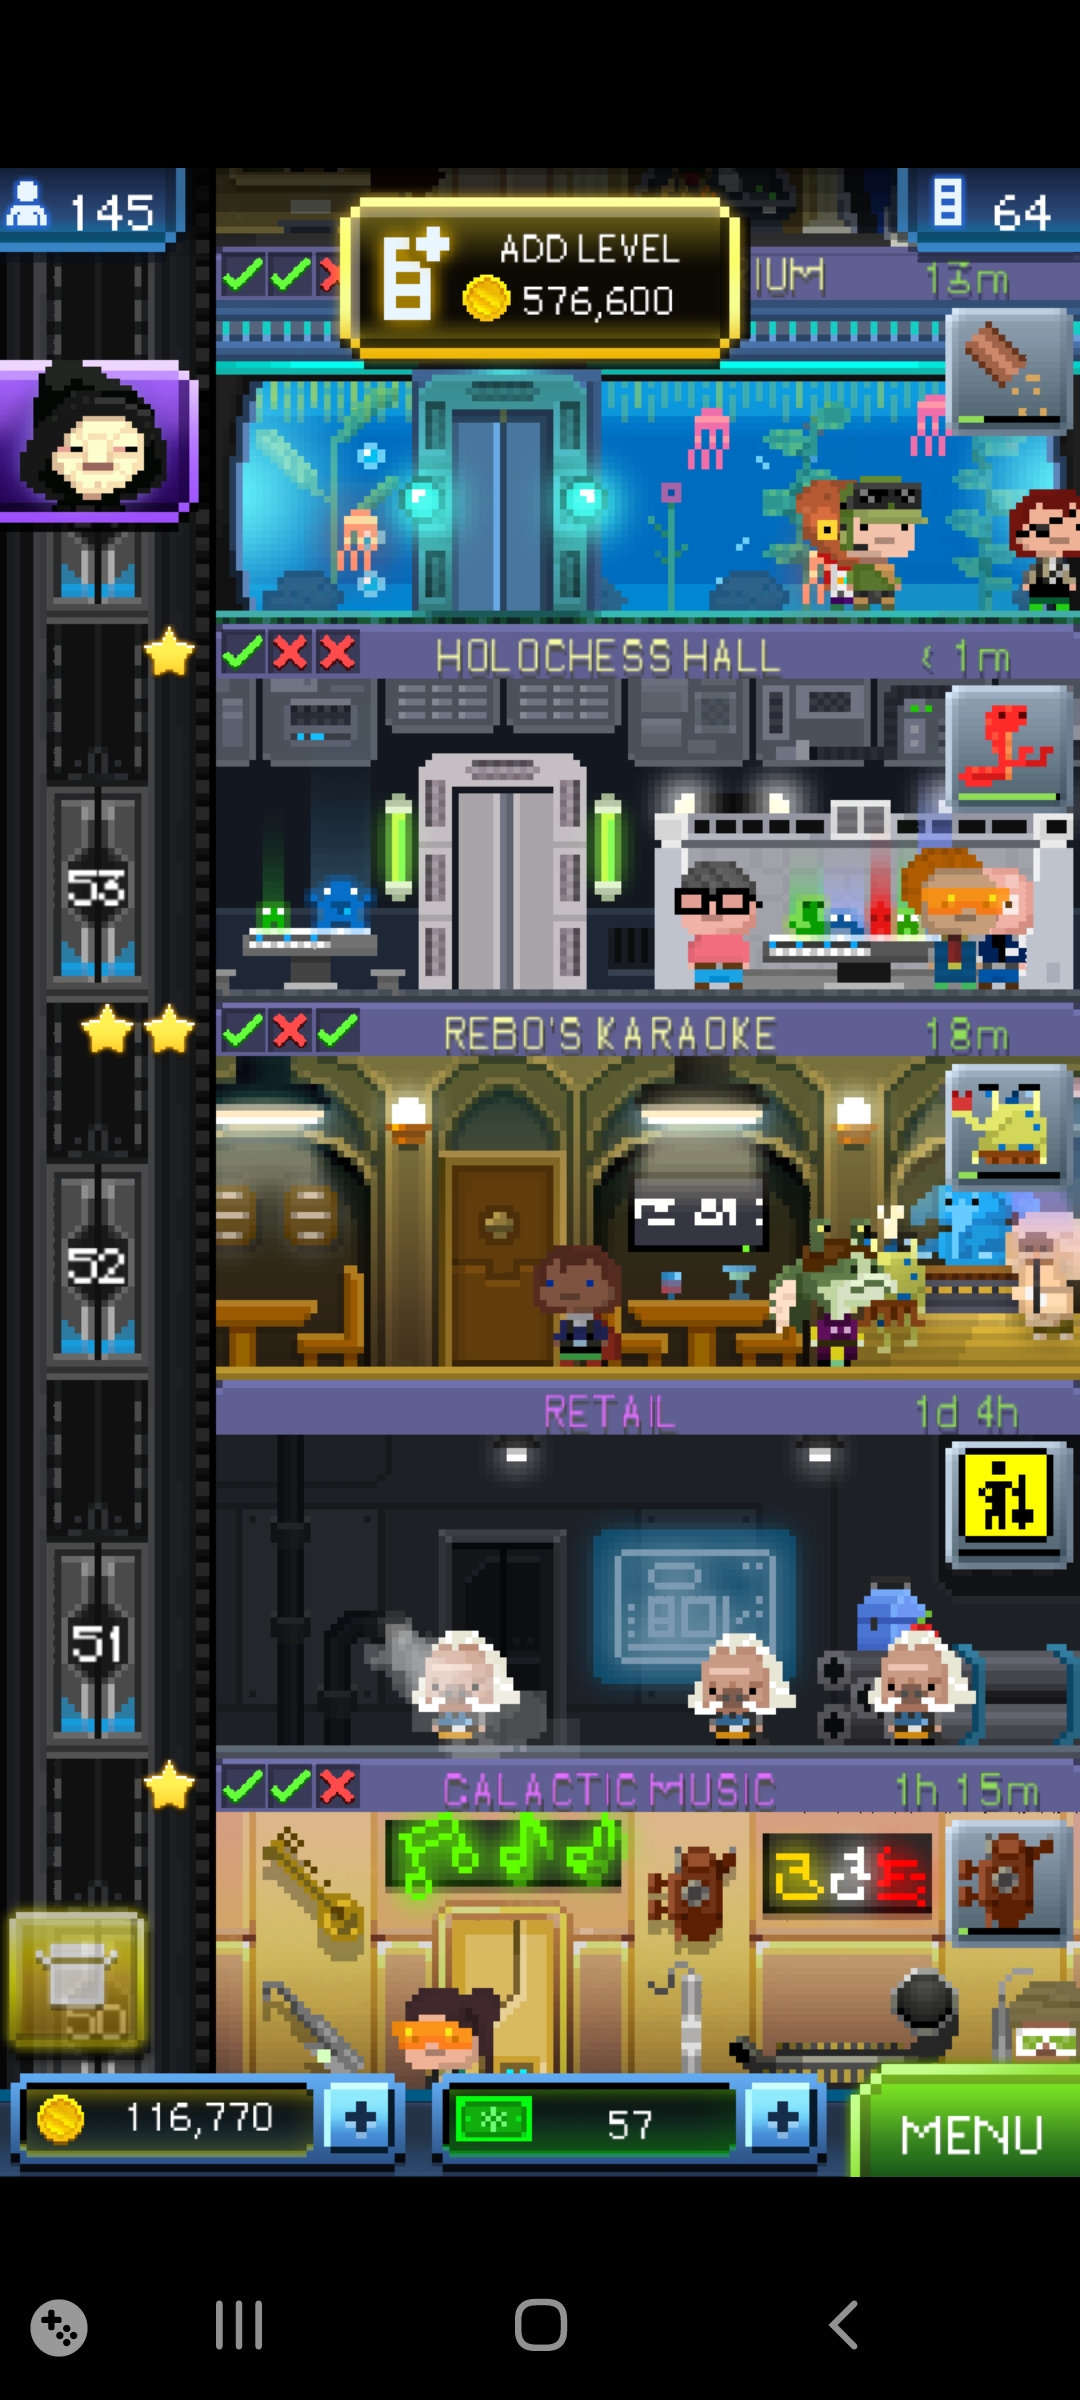 145
64
ADD LEVEL
576,600
IUM
13m
HOLOCHESS HALL
< 1m
53
REBO'S KARAOKE
18m
52
RETAIL
1d 4h
51
GALACTIC MUSIC
1h 15m
50
116,770
57
MENU